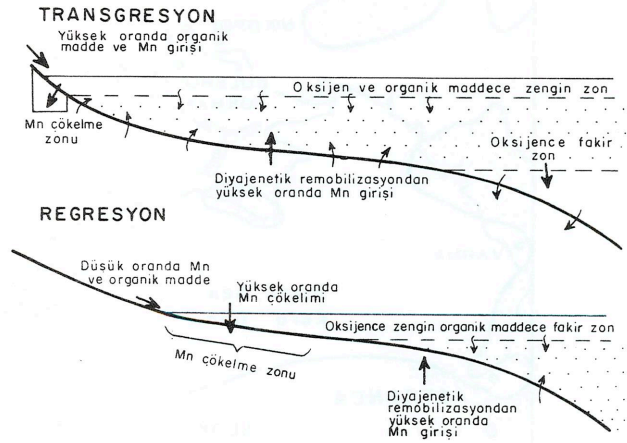 TRANSGRESYON
Yüksek oranda organik
madde ve Mn girişi
Oksijen ve organik maddece zengin zon
Mn çökelme
zonu
Oksijence fakir
zon
Diyajenetik remobilizasyondan
yüksek oranda Mn girişi
REGRESYON
Düşük oranda Mn
ve organik madde
Yüksek oranda
Mn çökelimi
Oksijence zengin organik maddece fakir zon
Mn çökelme zonu
Diyajenetik
remobilizasyondan
yüksek oranda
Mn girişi